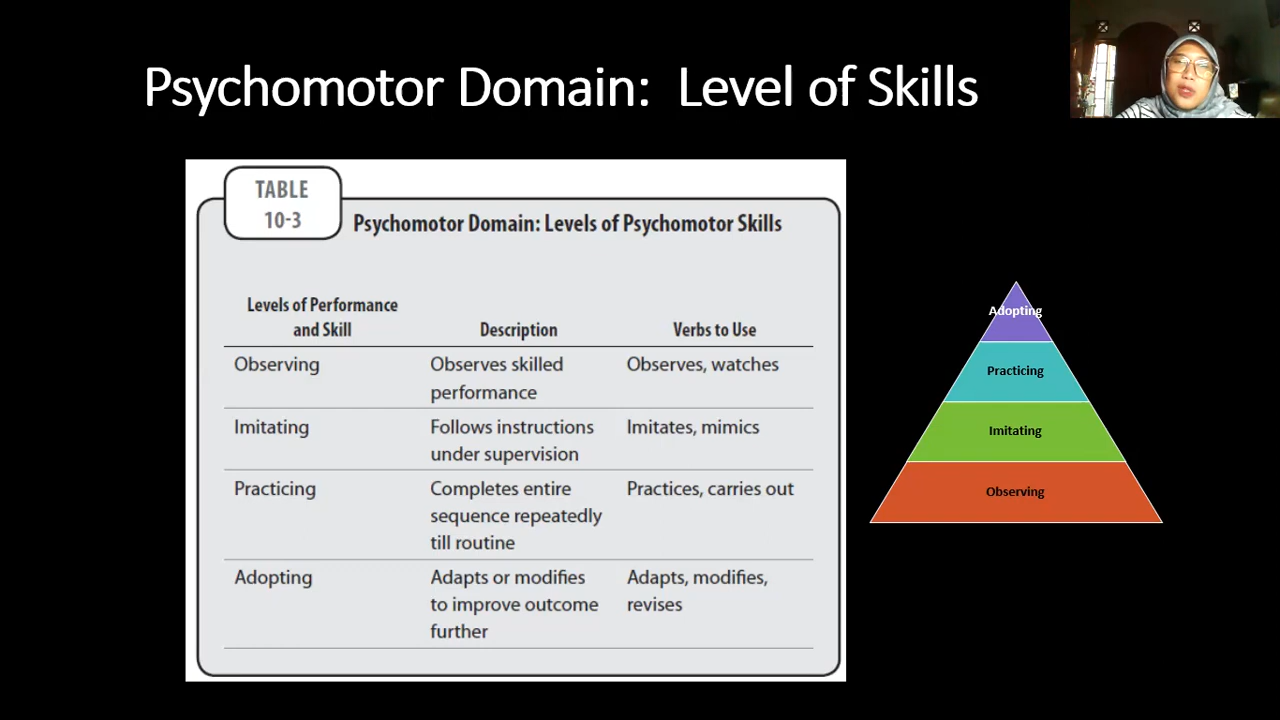 Psychomotor Domain: Level of Skills
TABLE
10-3
Psychomotor Domain: Levels of Psychomotor Skills
Levels of Performance
and Skill
Description
Verbs to Use
Observing
Observes skilled
performance
Observes, watches
Imitating
Follows instructions
under supervision
Imitates, mimics
Practicing
Completes entire
sequence repeatedly
till routine
Practices, carries out
Adopting
Adapts or modifies
to improve outcome
further
Adapts, modifies,
revises
Adopting
Practicing
Imitating
Observing